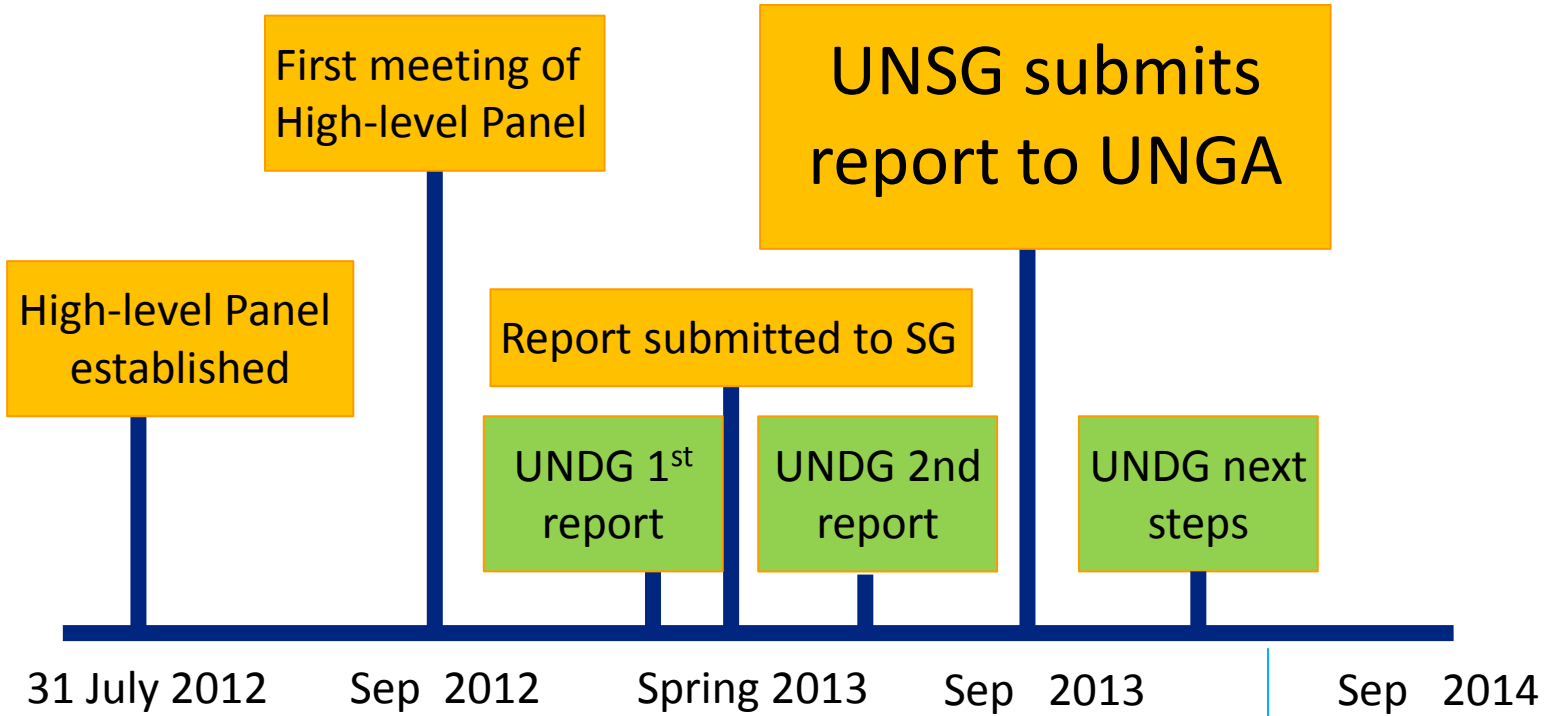 First meeting of
High-level Panel
UNSG submits
report to UNGA
High-level Panel
established
Report submitted to SG
UNDG 1st
report
UNDG 2nd
report
UNDG next
steps
31 July 2012 Sep 2012 Spring 2013 Sep 2013 Sep 2014